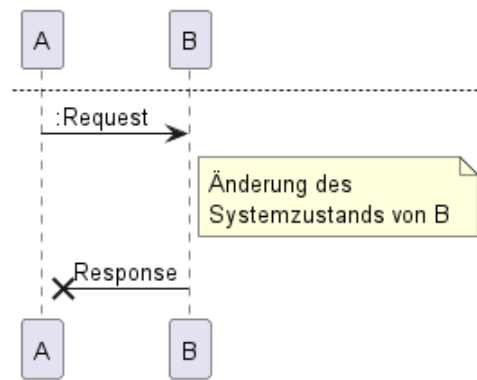 A B
:Request
Änderung des
Systemzustands von B
Response
A B